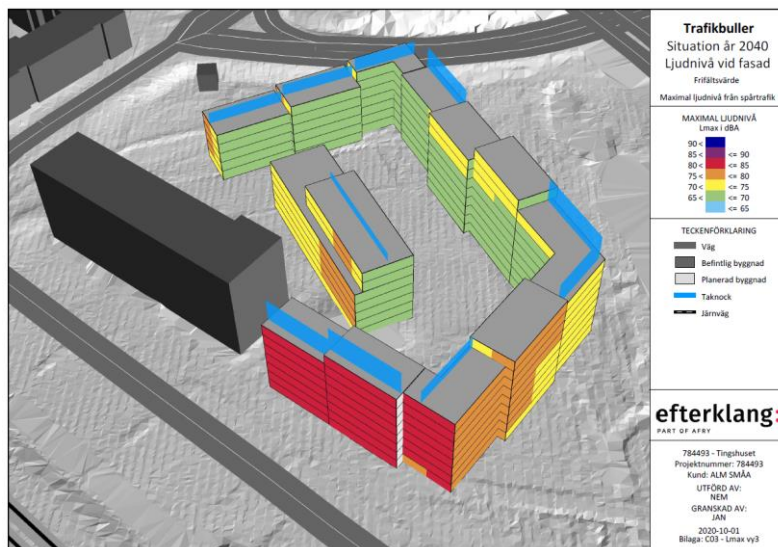 Trafikbuller
Situation år 2040
Ljudnivå vid fasad
Frifältsvärde
Maximal ljudnivå från spårtrafik
MAXIMAL LJUDNIVÅ
Lmax i dBA
90 <
85 < <= 90
80 < <= 85
75 < <= 80
70 < <= 75
65 < <= 70
<= 65
TECKENFÖRKLARING
Väg
Befintlig byggnad
Planerad byggnad
Taknock
Järnväg
efterklang:
PART OF AFRY
784493 - Tingshuset
Projektnummer: 784493
Kund: ALM SMÅA
UTFÖRD AV:
NEM
GRANSKAD AV:
JAN
2020-10-01
Bilaga: C03 - Lmax vy3